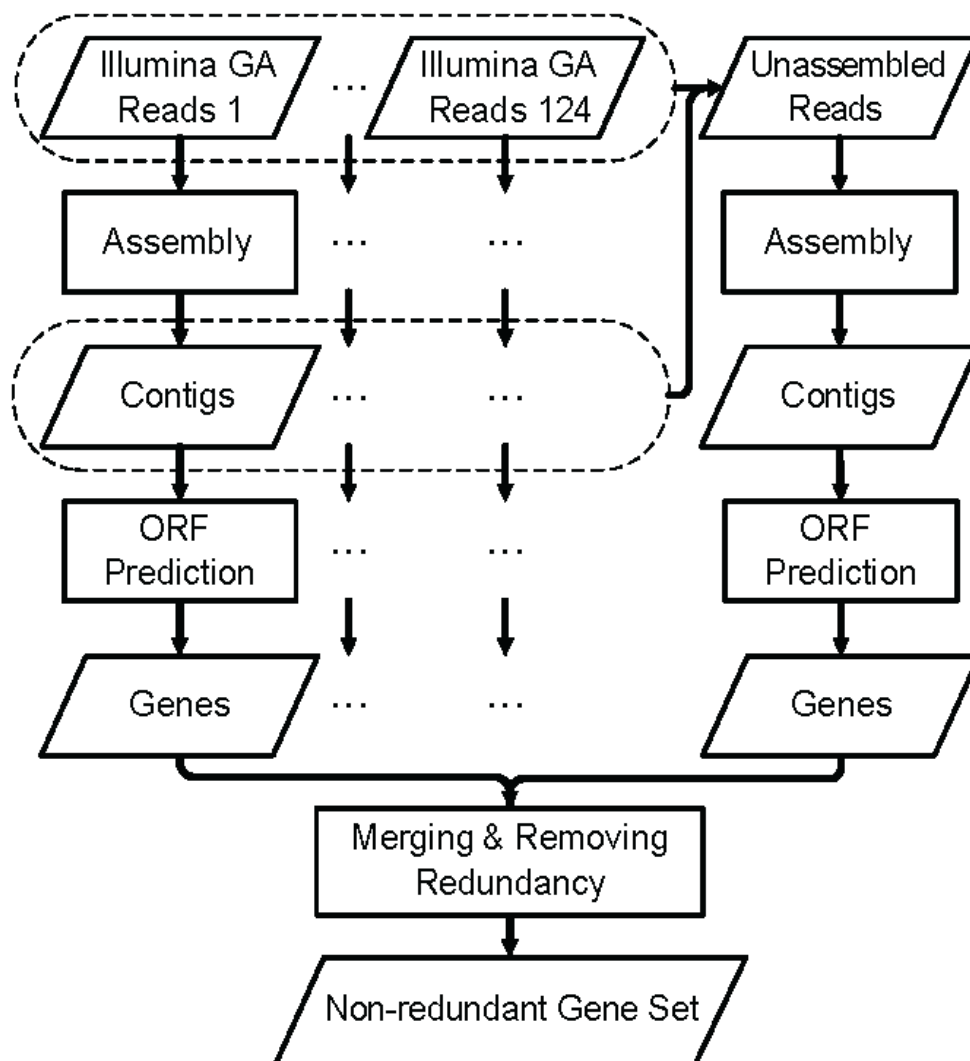 Illumina GA
Reads 1
...
Illumina GA
Reads 124
Unassembled
Reads
Assembly
...
...
Assembly
Contigs
...
...
Contigs
ORF
Prediction
...
...
ORF
Prediction
Genes
...
...
Genes
Merging & Removing
Redundancy
Non-redundant Gene Set